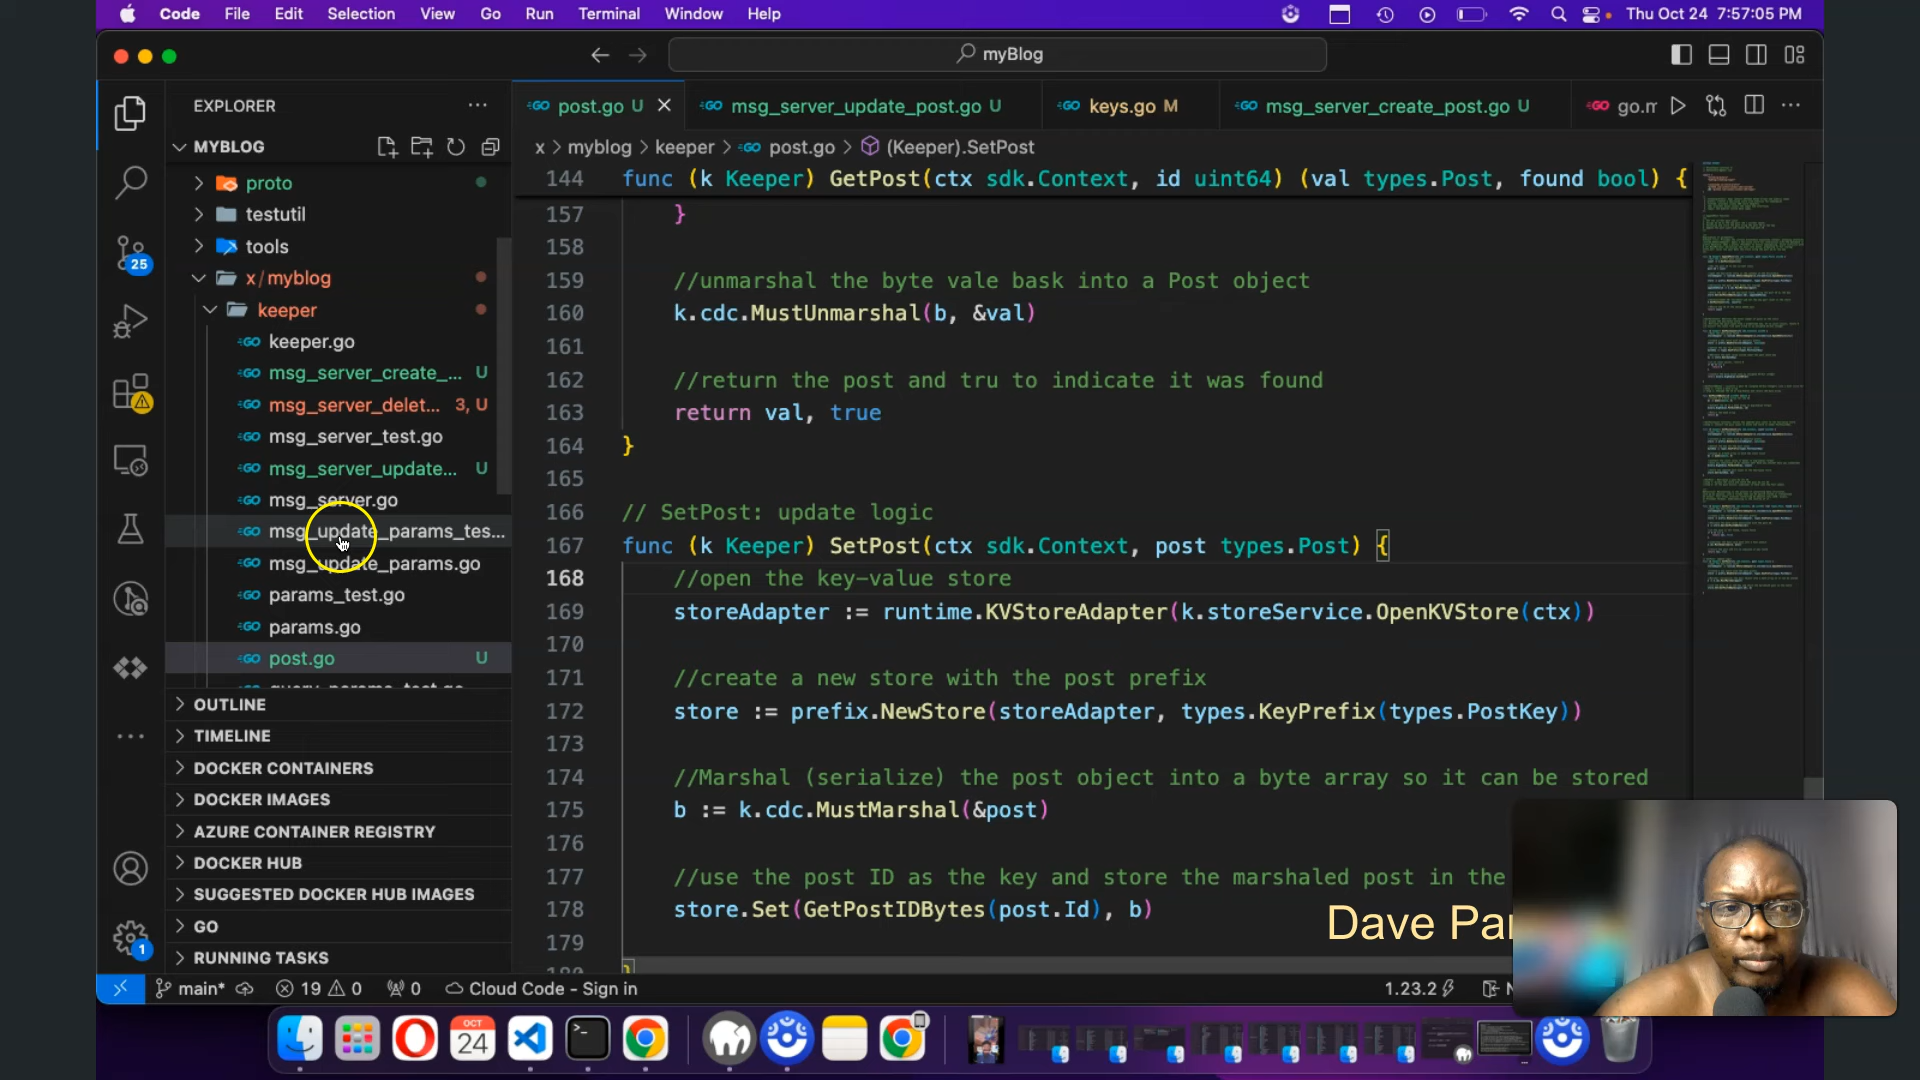 Code File Edit Selection View Go Run Terminal Window Help Thu Oct 24 7:57:05 PM
myBlog
EXPLORER
MYBLOG
proto
testutil
tools
x / myblog
keeper
keeper.go
msg_server_create_... U
msg_server_delet... 3, U
msg_server_test.go
msg_server_update... U
msg_server.go
msg_update_params_tes...
msg_update_params.go
params_test.go
params.go
post.go U
OUTLINE
TIMELINE
DOCKER CONTAINERS
DOCKER IMAGES
AZURE CONTAINER REGISTRY
DOCKER HUB
SUGGESTED DOCKER HUB IMAGES
GO
RUNNING TASKS
25
1
post.go U msg_server_update_post.go U keys.go M msg_server_create_post.go U go.m
x > myblog > keeper > post.go > (Keeper).SetPost
144 func (k Keeper) GetPost(ctx sdk.Context, id uint64) (val types.Post, found bool) {
157 }
158
159 //unmarshal the byte vale bask into a Post object
160 k.cdc.MustUnmarshal(b, &val)
161
162 //return the post and tru to indicate it was found
163 return val, true
164 }
165
166 // SetPost: update logic
167 func (k Keeper) SetPost(ctx sdk.Context, post types.Post) {
168 //open the key-value store
169 storeAdapter := runtime.KVStoreAdapter(k.storeService.OpenKVStore(ctx))
170
171 //create a new store with the post prefix
172 store := prefix.NewStore(storeAdapter, types.KeyPrefix(types.PostKey))
173
174 //Marshal (serialize) the post object into a byte array so it can be stored
175 b := k.cdc.MustMarshal(&post)
176
177 //use the post ID as the key and store the marshaled post in the
178 store.Set(GetPostIDBytes(post.Id), b)
179
Dave Par
main* 19 0 0 Cloud Code - Sign in 1.23.2
OCT
24